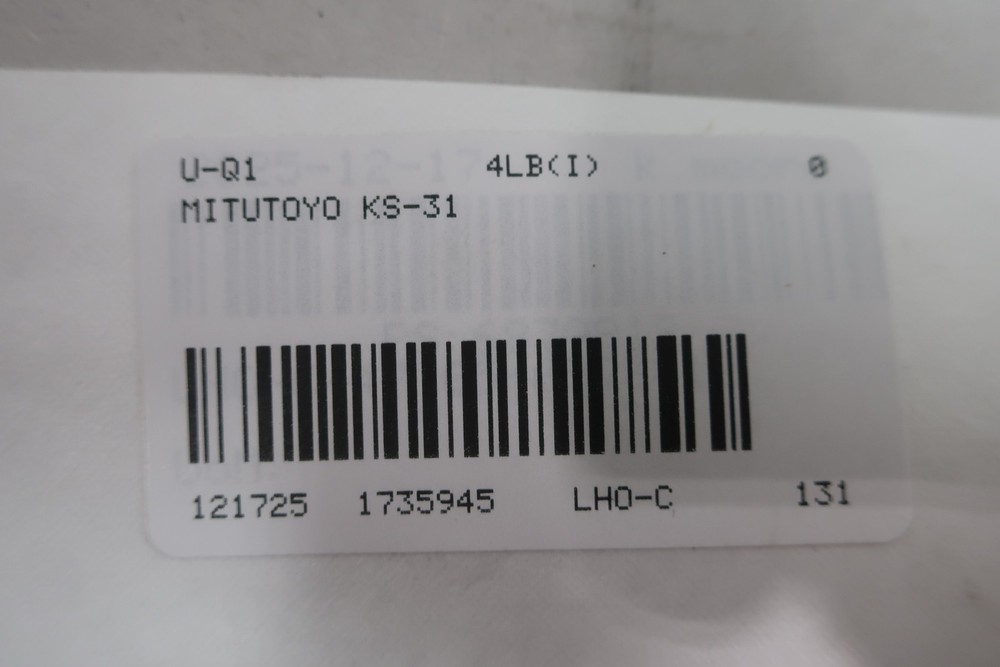 U-Q1 4LB(I) 0
MITUTOYO KS-31
121725 1735945 LHO-C 131